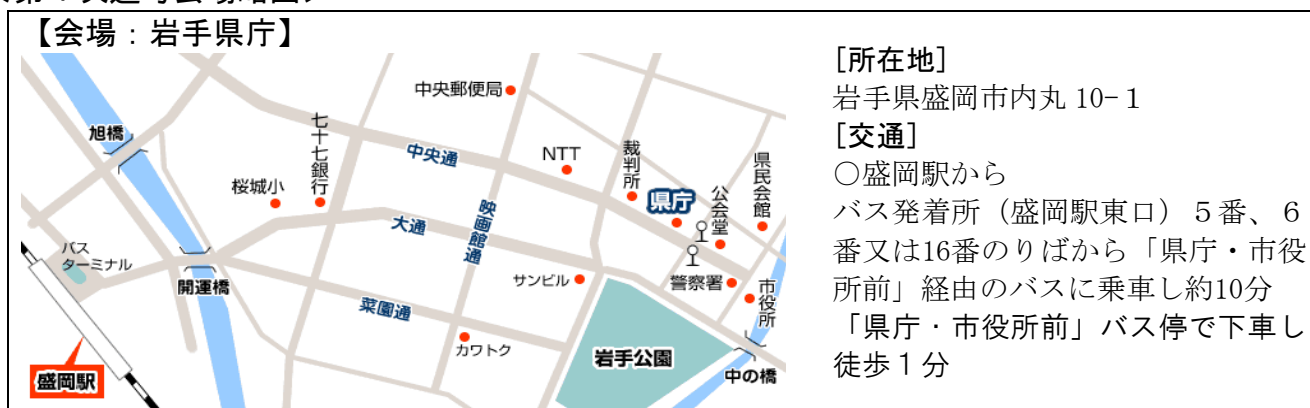 【会場：岩手県庁】
中央郵便局
旭橋
七十七銀行
中央通
NTT
裁判所
県民会館
桜城小
県庁
公会堂
大通
映画館通
バス
ターミナル
サンビル
警察署
市役所
開運橋
菜園通
カワトク
岩手公園
中の橋
盛岡駅
[所在地]
岩手県盛岡市内丸 10-１
[交通]
○盛岡駅から
バス発着所（盛岡駅東口）５番、６
番又は16番のりばから「県庁・市役
所前」経由のバスに乗車し約10分
「県庁・市役所前」バス停で下車し
徒歩１分